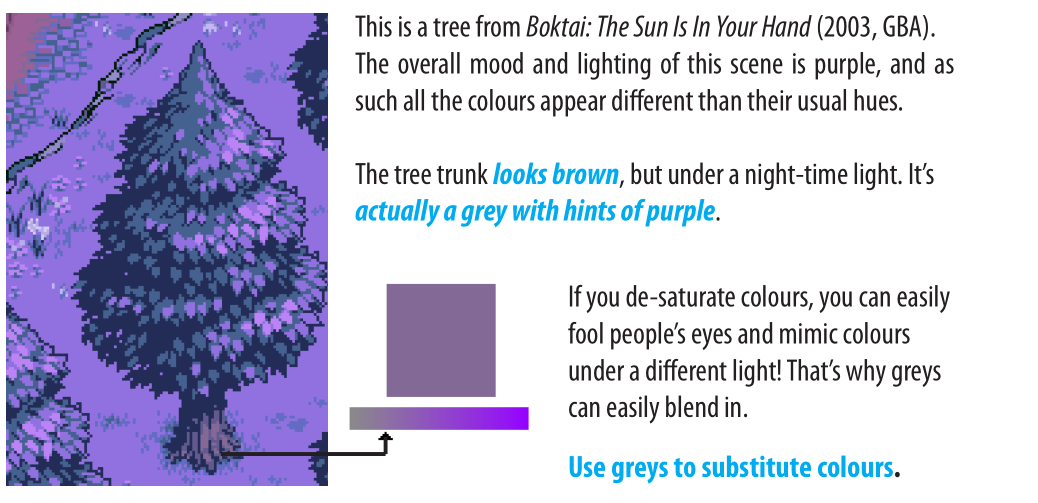 This is a tree from Boktai: The Sun Is In Your Hand (2003, GBA).
The overall mood and lighting of this scene is purple, and as
such all the colours appear different than their usual hues.
The tree trunk looks brown, but under a night-time light. It’s
actually a grey with hints of purple.
If you de-saturate colours, you can easily
fool people’s eyes and mimic colours
under a different light! That’s why greys
can easily blend in.
Use greys to substitute colours.